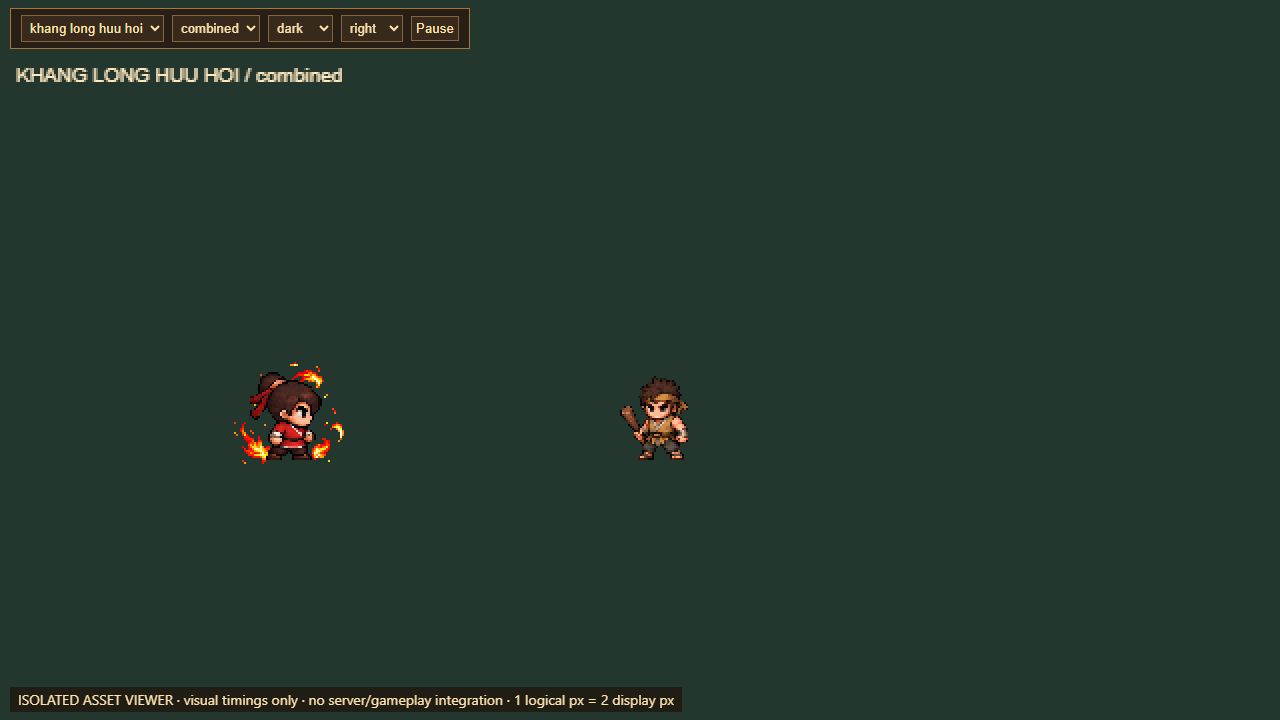 khang long huu hoi combined dark right Pause
KHANG LONG HUU HOI / combined
ISOLATED ASSET VIEWER · visual timings only · no server/gameplay integration · 1 logical px = 2 display px